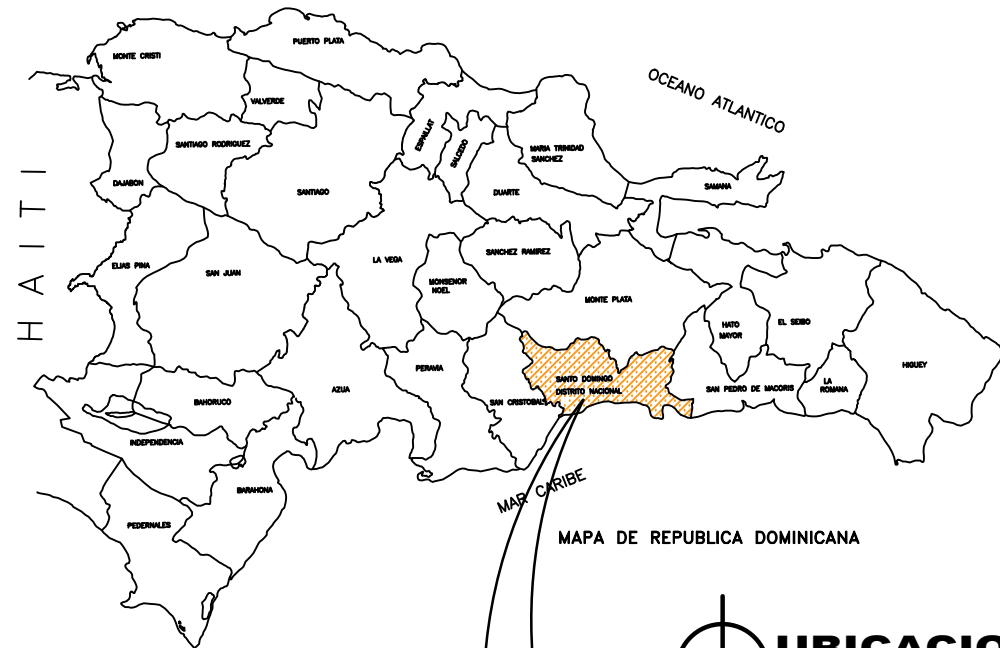 PUERTO PLATA
MONTE CRISTI
OCEANO ATLANTICO
VALVERDE
ESPAILLAT
SALCEDO
SANTIAGO RODRIGUEZ
MARIA TRINIDAD
SANCHEZ
HAITI
DAJABON
SANTIAGO
DUARTE
SAMANA
ELIAS PINA
SAN JUAN
LA VEGA
SANCHEZ RAMIREZ
MONSENOR
NOEL
MONTE PLATA
HATO
MAYOR
EL SEIBO
HIGUEY
PERAVIA
SANTO DOMINGO
DISTRITO NACIONAL
SAN PEDRO DE MACORIS
LA
ROMANA
AZUA
BAHORUCO
SAN CRISTOBAL
INDEPENDENCIA
BARAHONA
MAR CARIBE
PEDERNALES
MAPA DE REPUBLICA DOMINICANA
UBICACIO